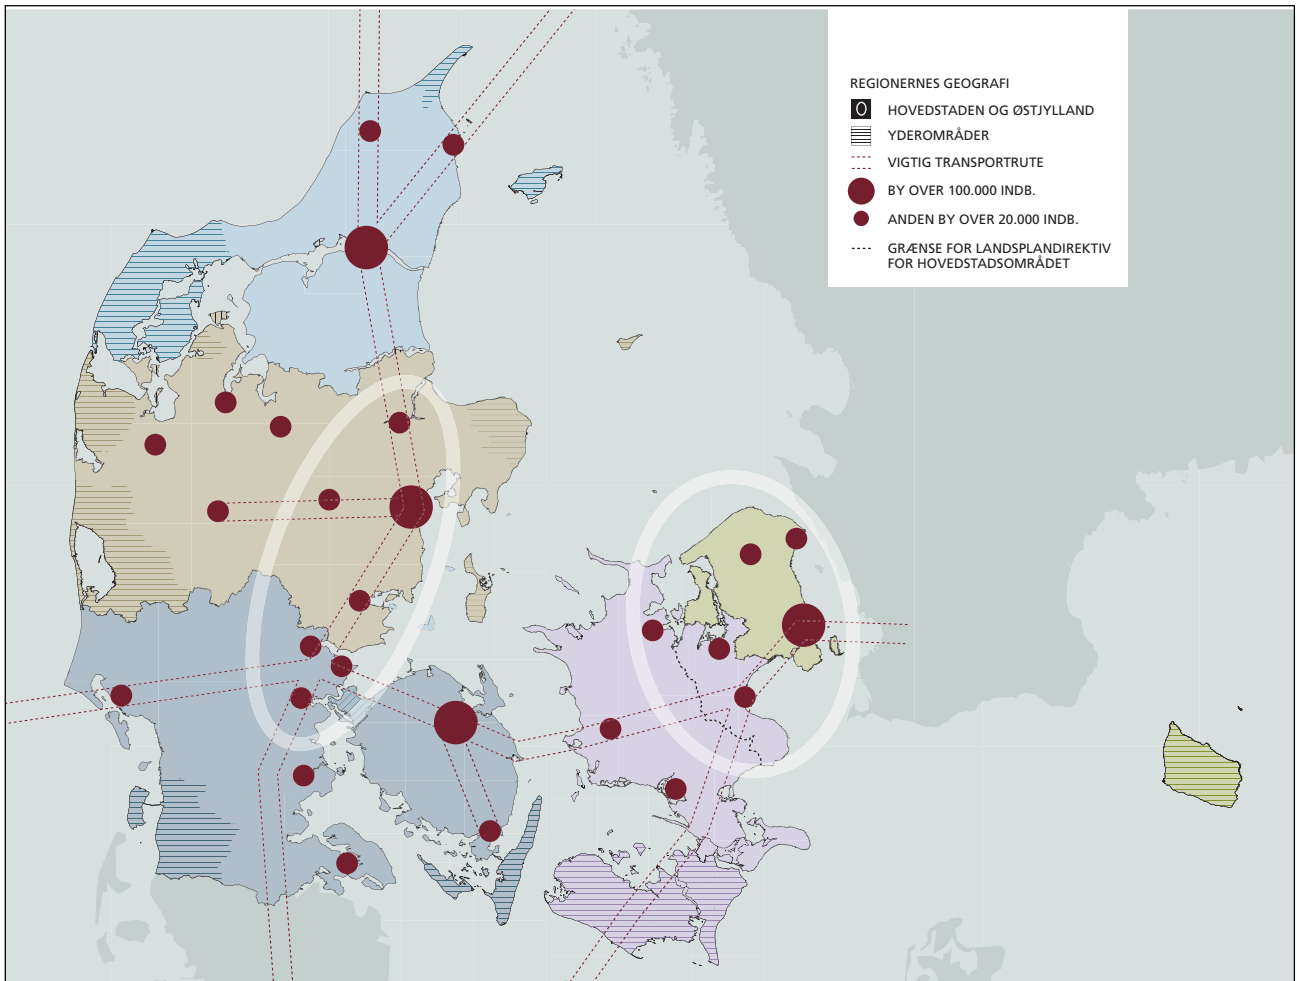 REGIONERNES GEOGRAFI
HOVEDSTADEN OG ØSTJYLLAND
YDEROMRÅDER
VIGTIG TRANSPORTRUTE
BY OVER 100.000 INDB.
ANDEN BY OVER 20.000 INDB.
GRÆNSE FOR LANDSPLANDIREKTIV
FOR HOVEDSTADSOMRÅDET